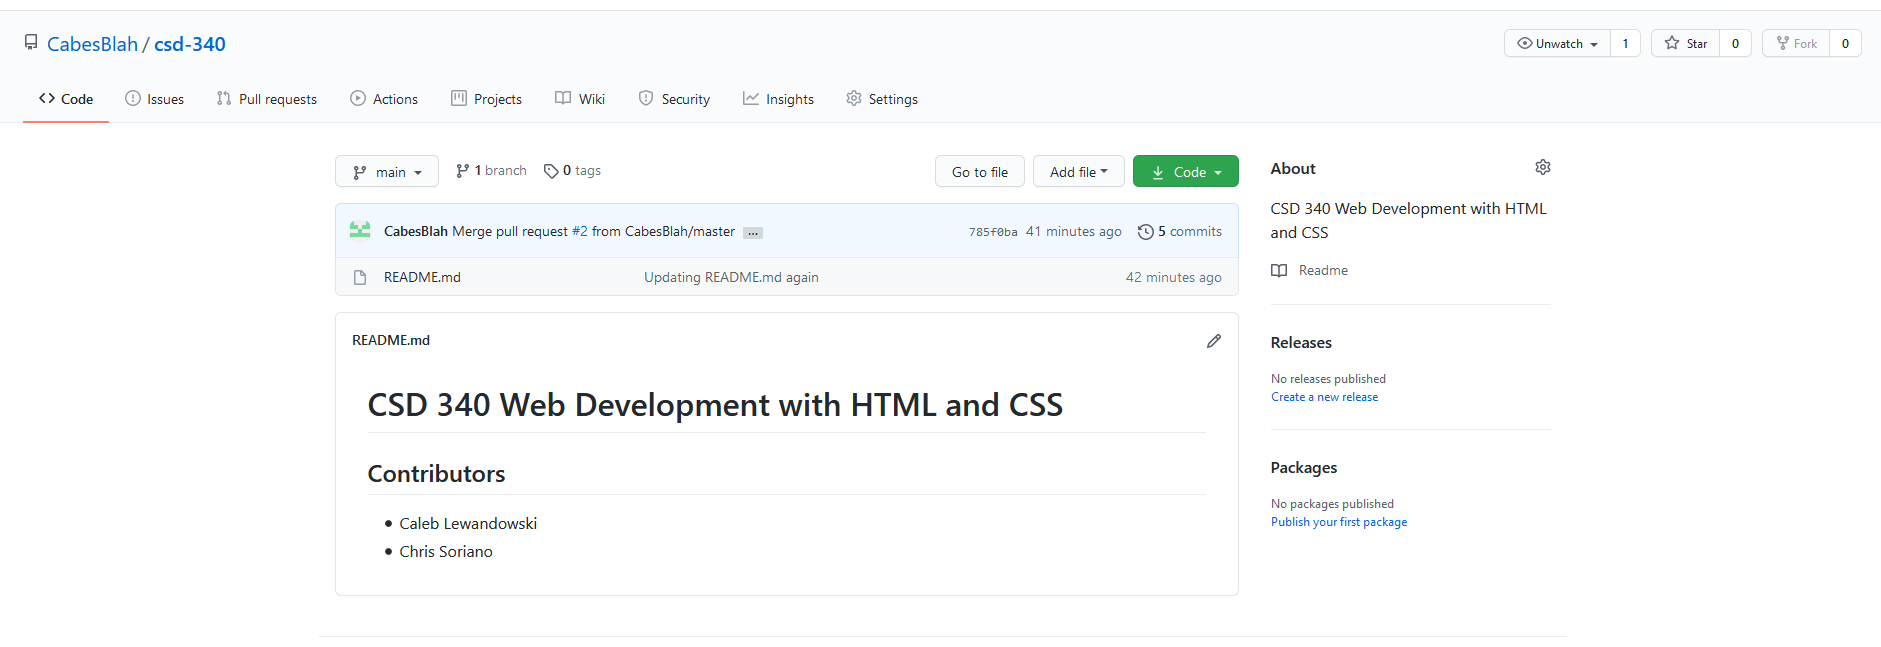 CabesBlah / csd-340
Unwatch 1 Star 0 Fork 0
Code Issues Pull requests Actions Projects Wiki Security Insights Settings
main 1 branch 0 tags Go to file Add file Code
CabesBlah Merge pull request #2 from CabesBlah/master ... 785f0ba 41 minutes ago 5 commits
README.md Updating README.md again 42 minutes ago
README.md
CSD 340 Web Development with HTML and CSS
Contributors
• Caleb Lewandowski
• Chris Soriano
About
CSD 340 Web Development with HTML
and CSS
Readme
Releases
No releases published
Create a new release
Packages
No packages published
Publish your first package